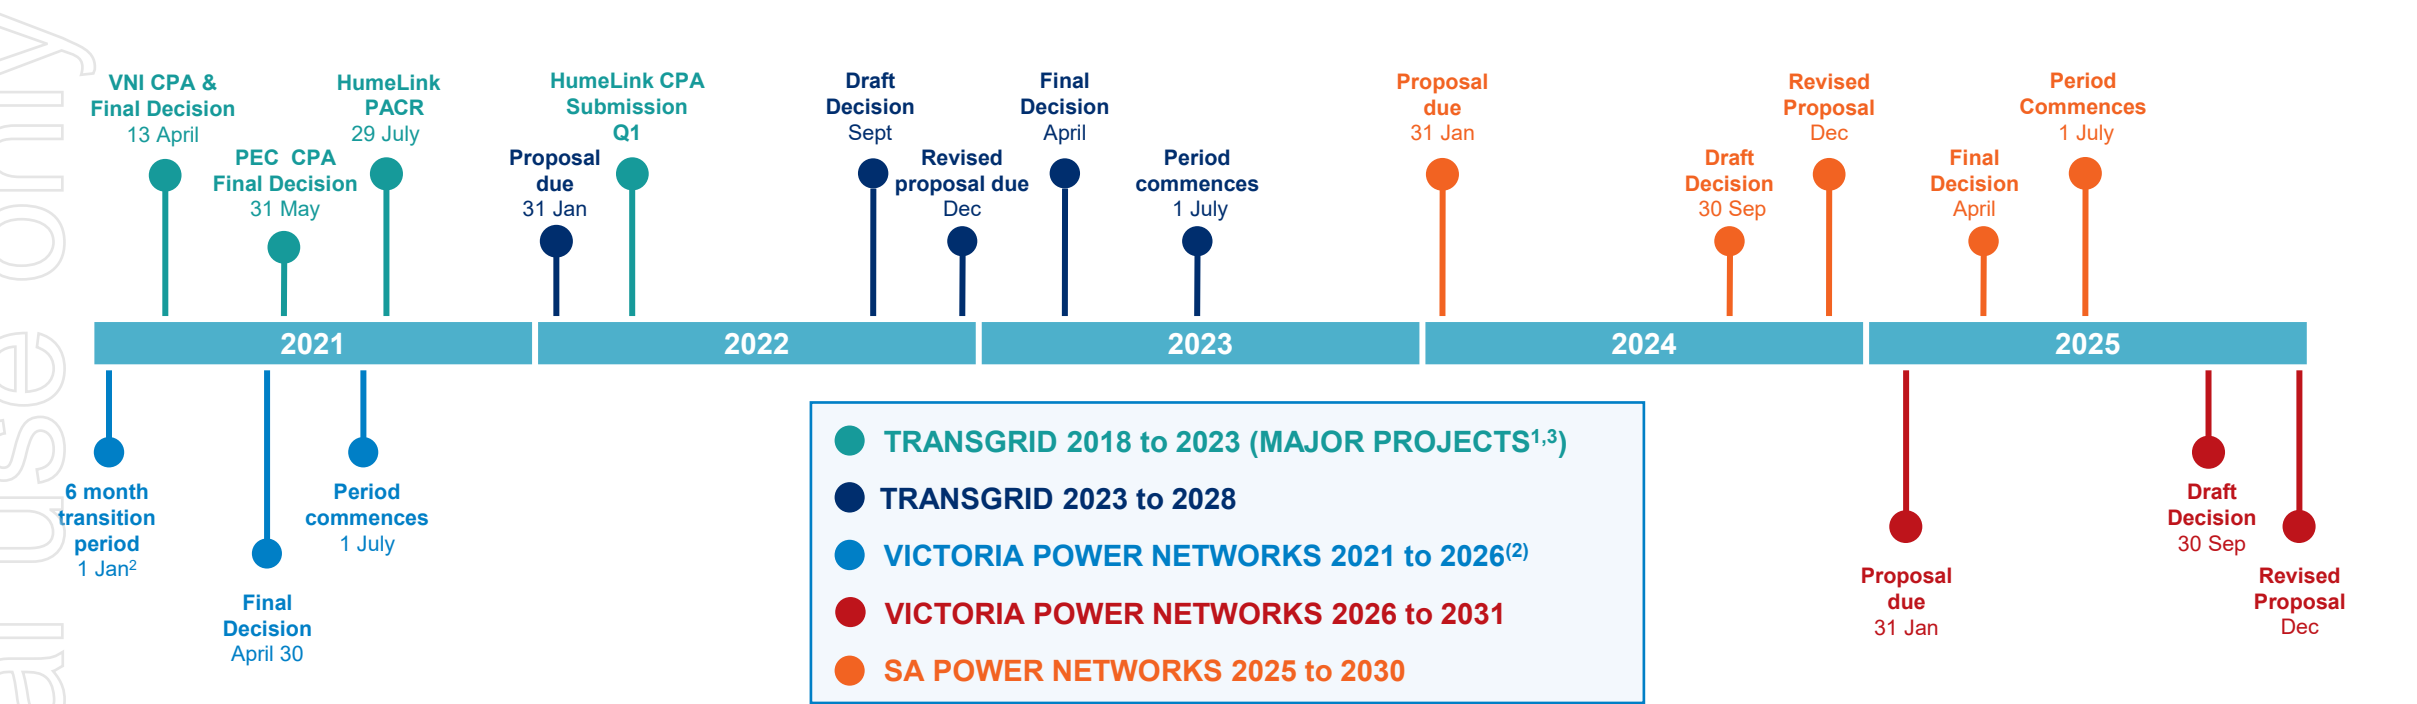 VNI CPA &
Final Decision
13 April
PEC CPA
Final Decision
31 May
HumeLink
PACR
29 July
Proposal
due
31 Jan
HumeLink CPA
Submission
Q1
Draft
Decision
Sept
Revised
proposal due
Dec
Final
Decision
April
Period
commences
1 July
Proposal
due
31 Jan
Draft
Decision
30 Sep
Revised
Proposal
Dec
Final
Decision
April
Period
Commences
1 July
2021
2022
2023
2024
2025
6 month
transition
period
1 Jan²
Final
Decision
April 30
Period
commences
1 July
TRANSGRID 2018 to 2023 (MAJOR PROJECTS¹,³)
TRANSGRID 2023 to 2028
VICTORIA POWER NETWORKS 2021 to 2026⁽²⁾
VICTORIA POWER NETWORKS 2026 to 2031
SA POWER NETWORKS 2025 to 2030
Proposal
due
31 Jan
Draft
Decision
30 Sep
Revised
Proposal
Dec
al use only